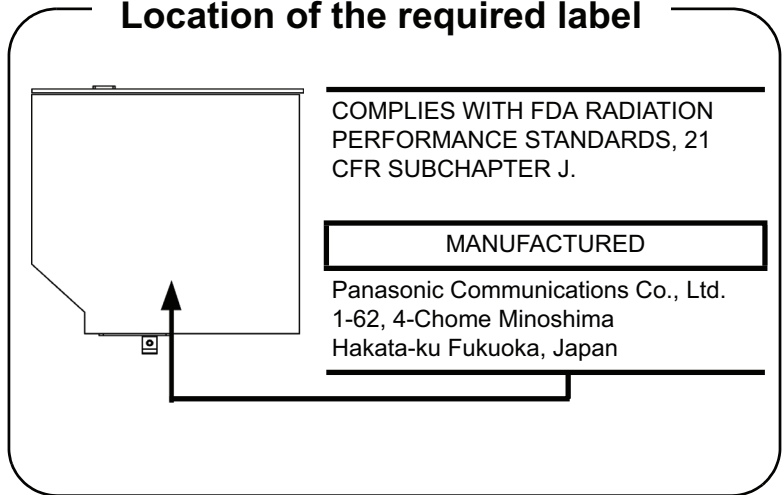 Location of the required label
COMPLIES WITH FDA RADIATION
PERFORMANCE STANDARDS, 21
CFR SUBCHAPTER J.
MANUFACTURED
Panasonic Communications Co., Ltd.
1-62, 4-Chome Minoshima
Hakata-ku Fukuoka, Japan